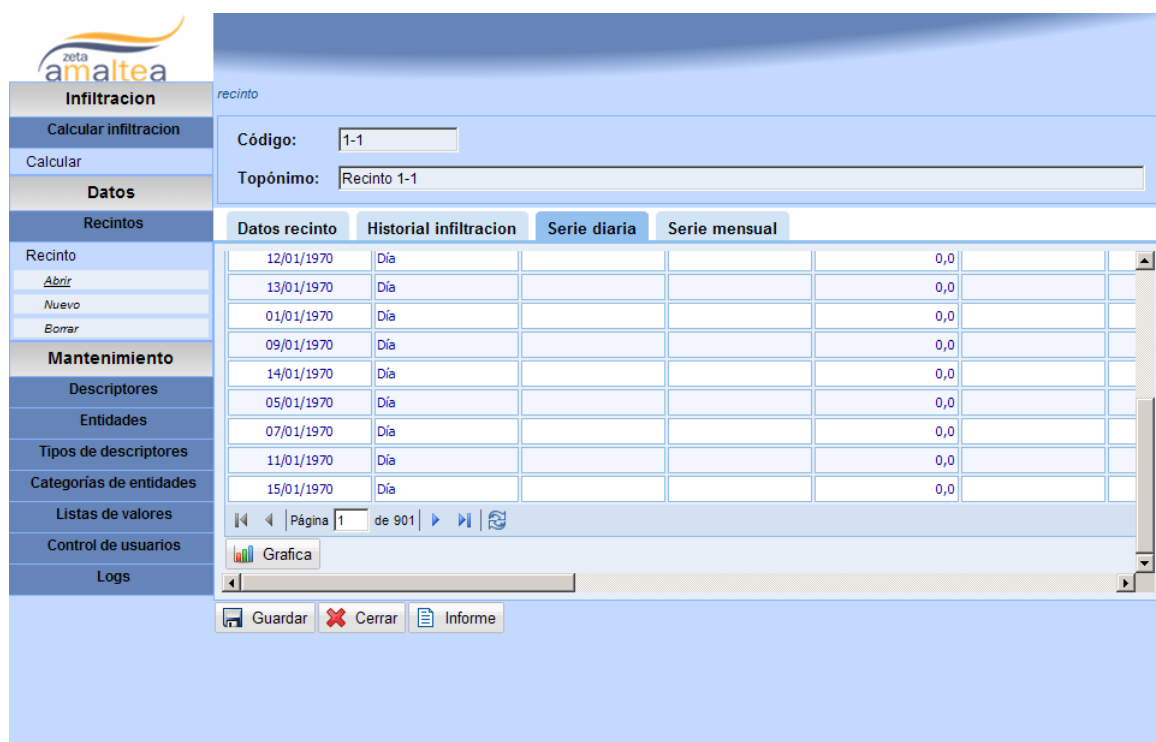 zeta
amaltea
Infiltracion
Calcular infiltracion
Calcular
Datos
Recintos
Recinto
Abrir
Nuevo
Borrar
Mantenimiento
Descriptores
Entidades
Tipos de descriptores
Categorías de entidades
Listas de valores
Control de usuarios
Logs
recinto
Código: 1-1
Topónimo: Recinto 1-1
Datos recinto Historial infiltracion Serie diaria Serie mensual
12/01/1970 Día 0,0
13/01/1970 Día 0,0
01/01/1970 Día 0,0
09/01/1970 Día 0,0
14/01/1970 Día 0,0
05/01/1970 Día 0,0
07/01/1970 Día 0,0
11/01/1970 Día 0,0
15/01/1970 Día 0,0
Página 1 de 901
Grafica
Guardar Cerrar Informe